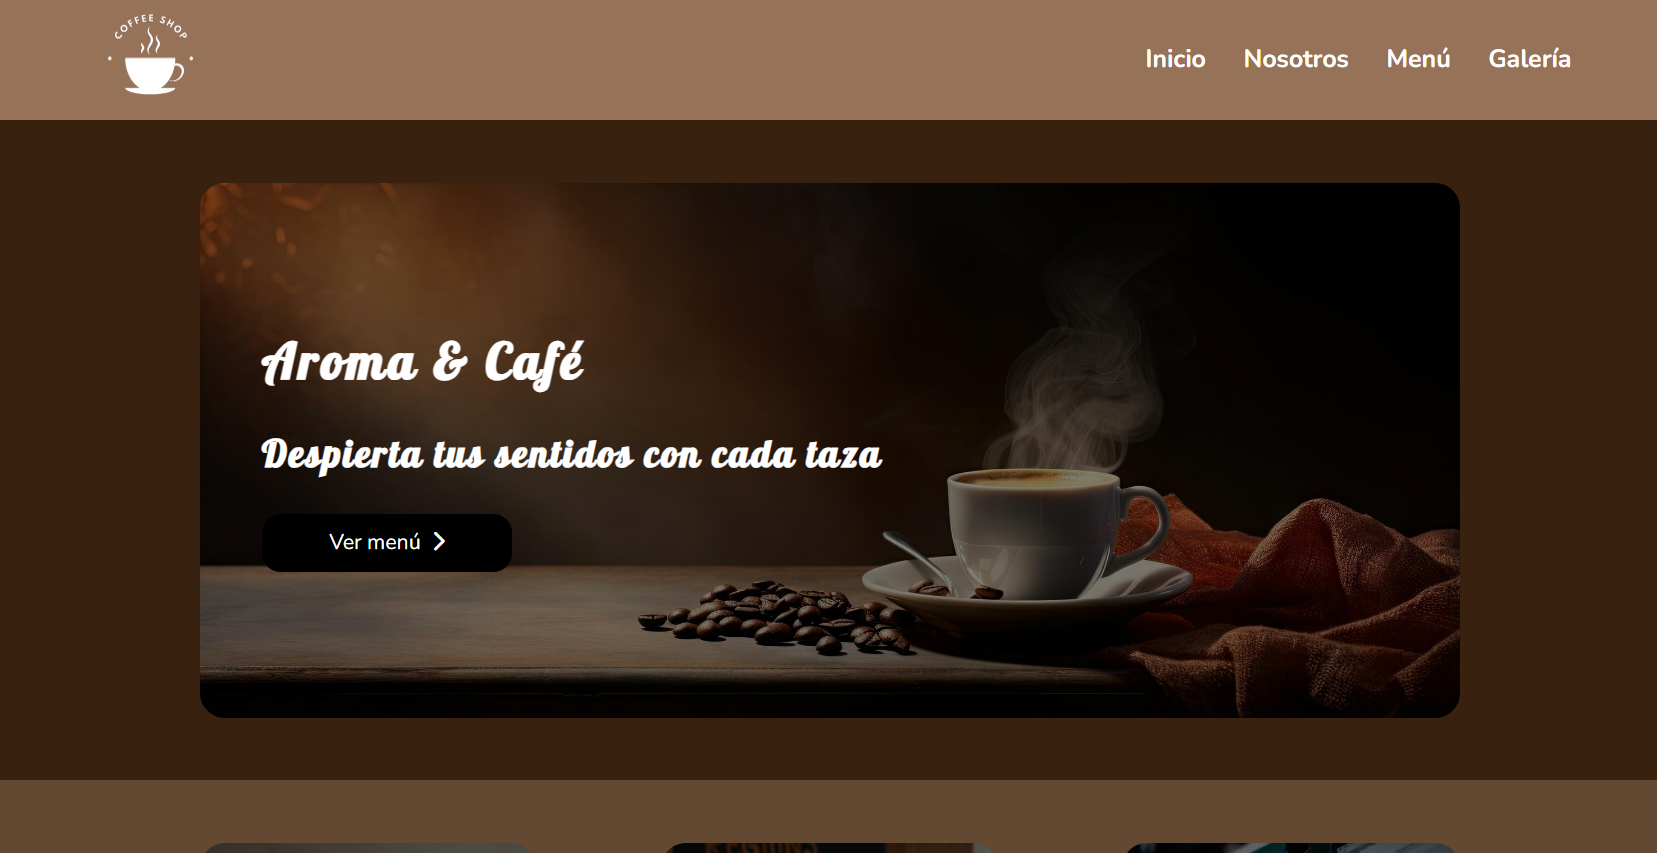 COFFEE SHOP
Inicio Nosotros Menú Galería
Aroma & Café
Despierta tus sentidos con cada taza
Ver menú